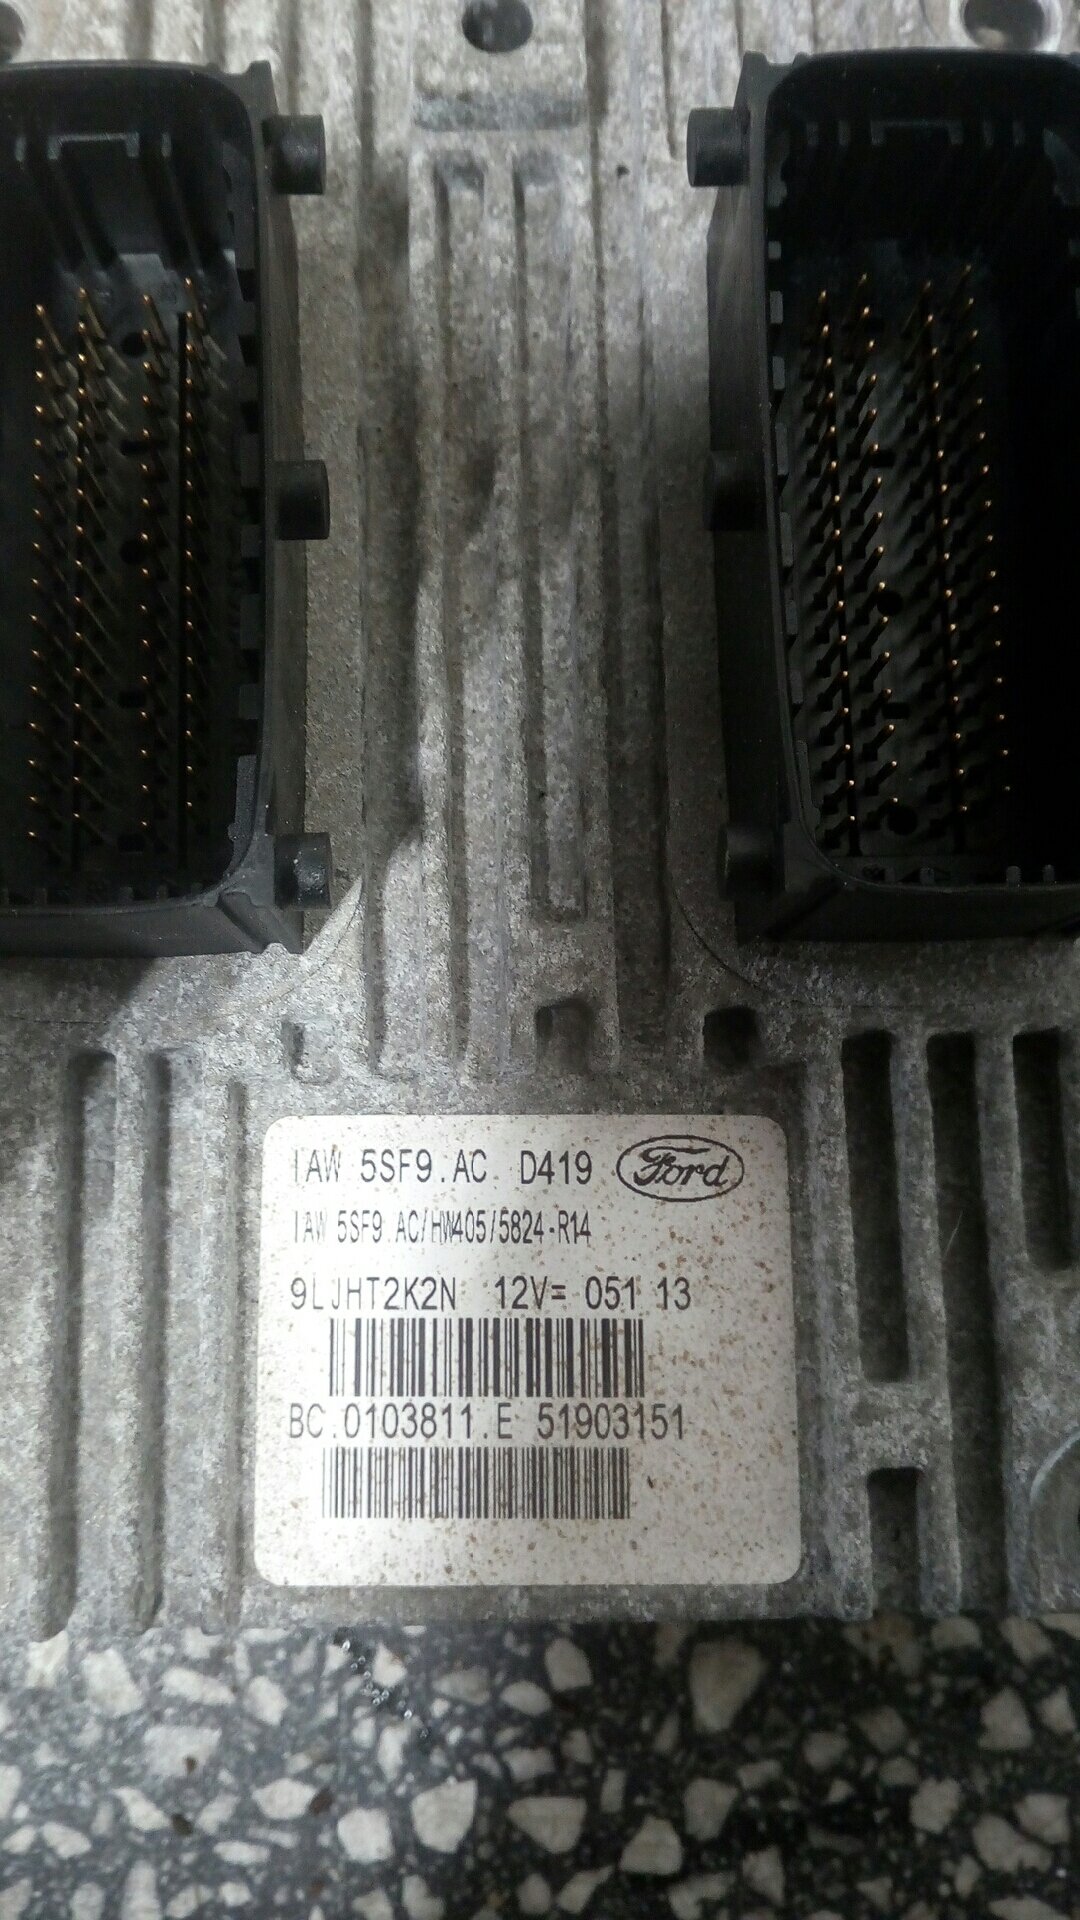 IAW 5SF9.AC D419 Ford
IAW 5SF9.AC/HW405/5824-R14
9LJHT2K2N 12V= 051 13
BC.0103811.E 51903151